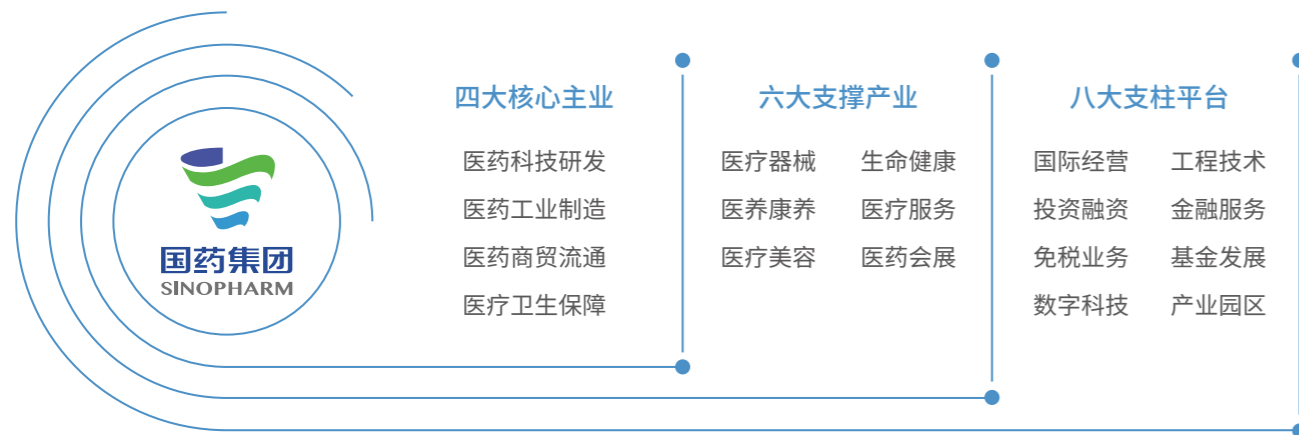 国药集团
SINOPHARM
四大核心主业
医药科技研发
医药工业制造
医药商贸流通
医疗卫生保障
六大支撑产业
医疗器械 生命健康
医养康养 医疗服务
医疗美容 医药会展
八大支柱平台
国际经营 工程技术
投资融资 金融服务
免税业务 基金发展
数字科技 产业园区